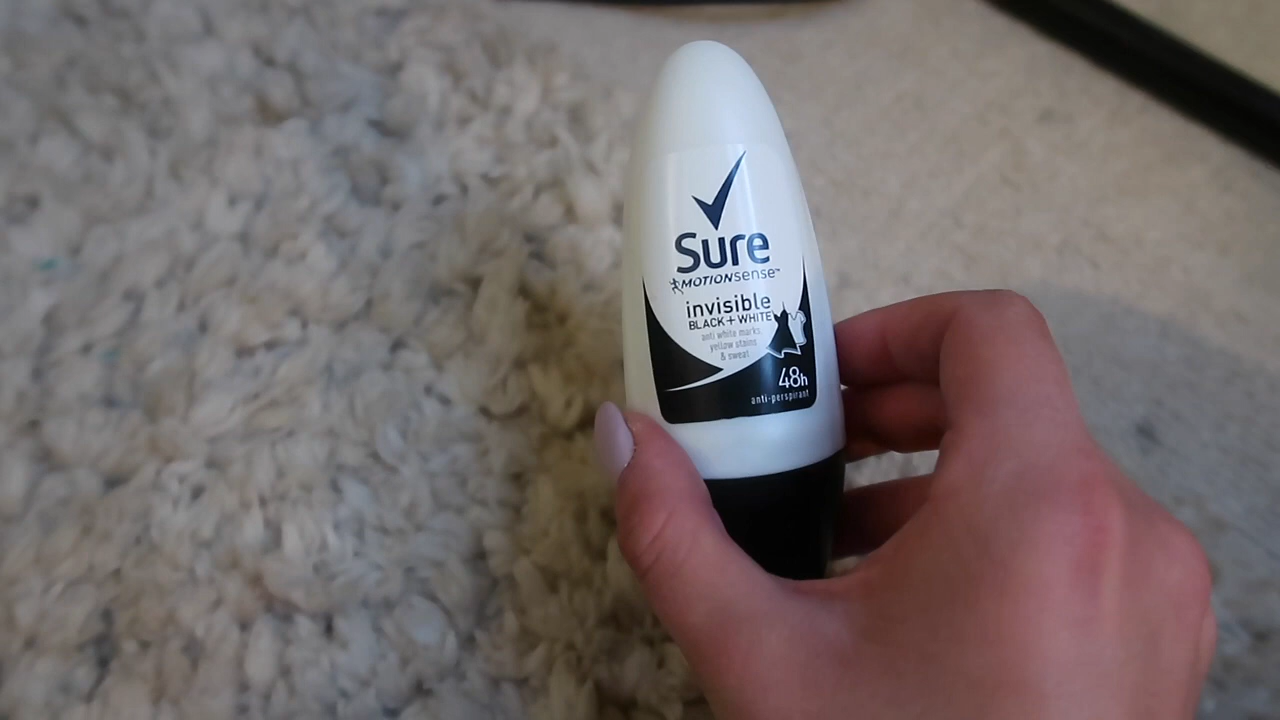 Sure
MOTIONsense™
invisible
BLACK+WHITE
anti white marks
yellow stains
& sweat
48h
anti-perspirant